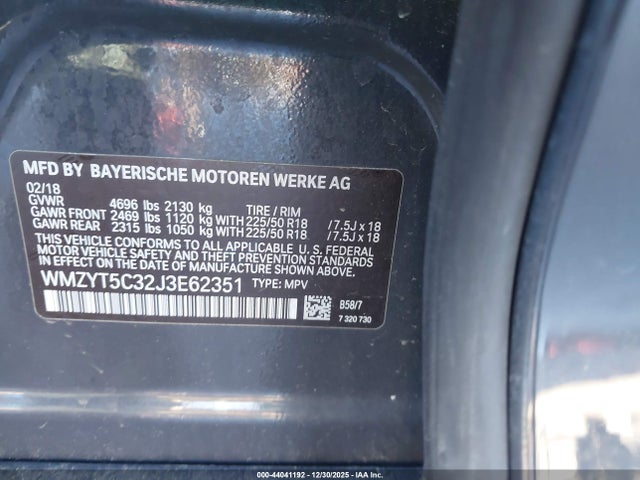 MFD BY BAYERISCHE MOTOREN WERKE AG
02/18
GVWR 4696 lbs 2130 kg TIRE / RIM
GAWR FRONT 2469 lbs 1120 kg WITH 225/50 R18 /7.5J x 18
GAWR REAR 2315 lbs 1050 kg WITH 225/50 R18 /7.5J x 18
THIS VEHICLE CONFORMS TO ALL APPLICABLE U. S. FEDERAL
MOTOR VEHICLE SAFETY AND THEFT PREVENTION STANDARDS
IN EFFECT ON THE DATE OF MANUFACTURE SHOWN ABOVE.
WMZYT5C32J3E62351 TYPE: MPV
B58/7
7 320 730
000-44041192 - 12/30/2025 - IAA Inc.